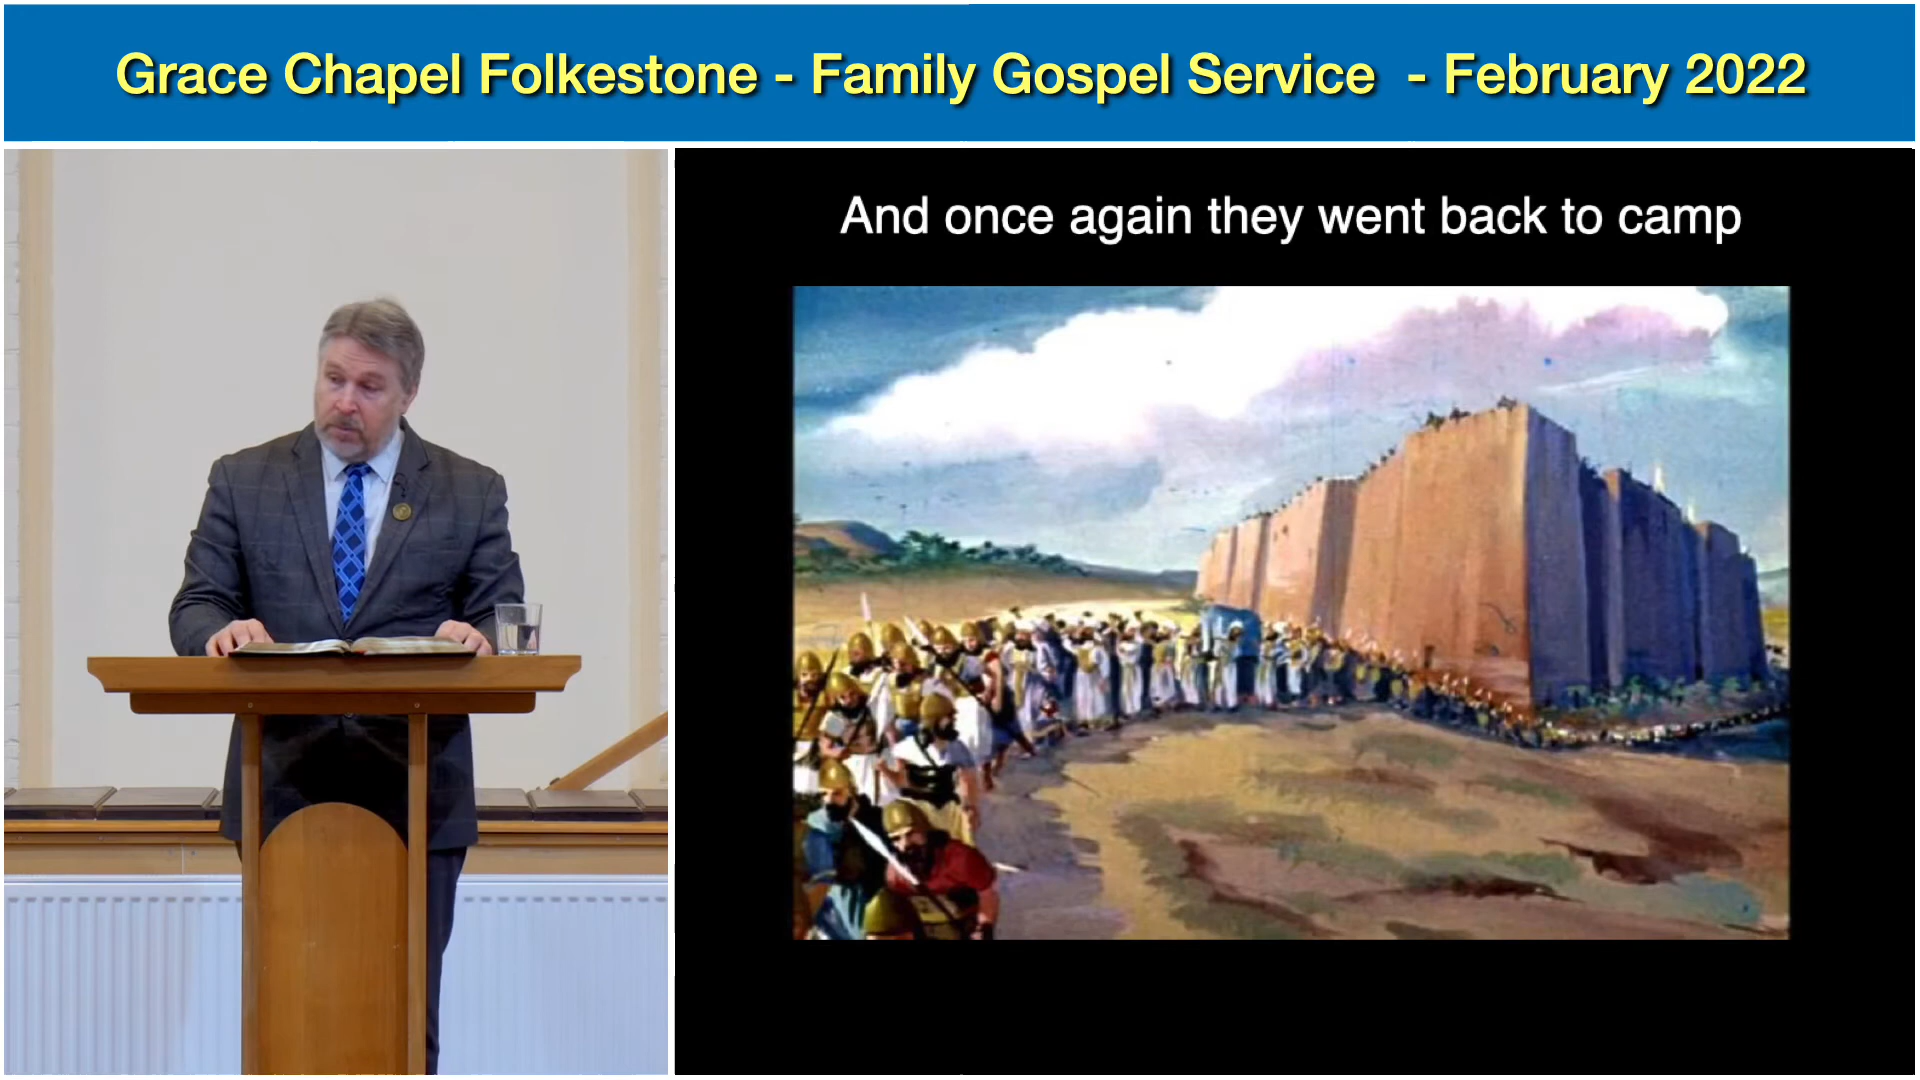 Grace Chapel Folkestone - Family Gospel Service - February 2022
And once again they went back to camp